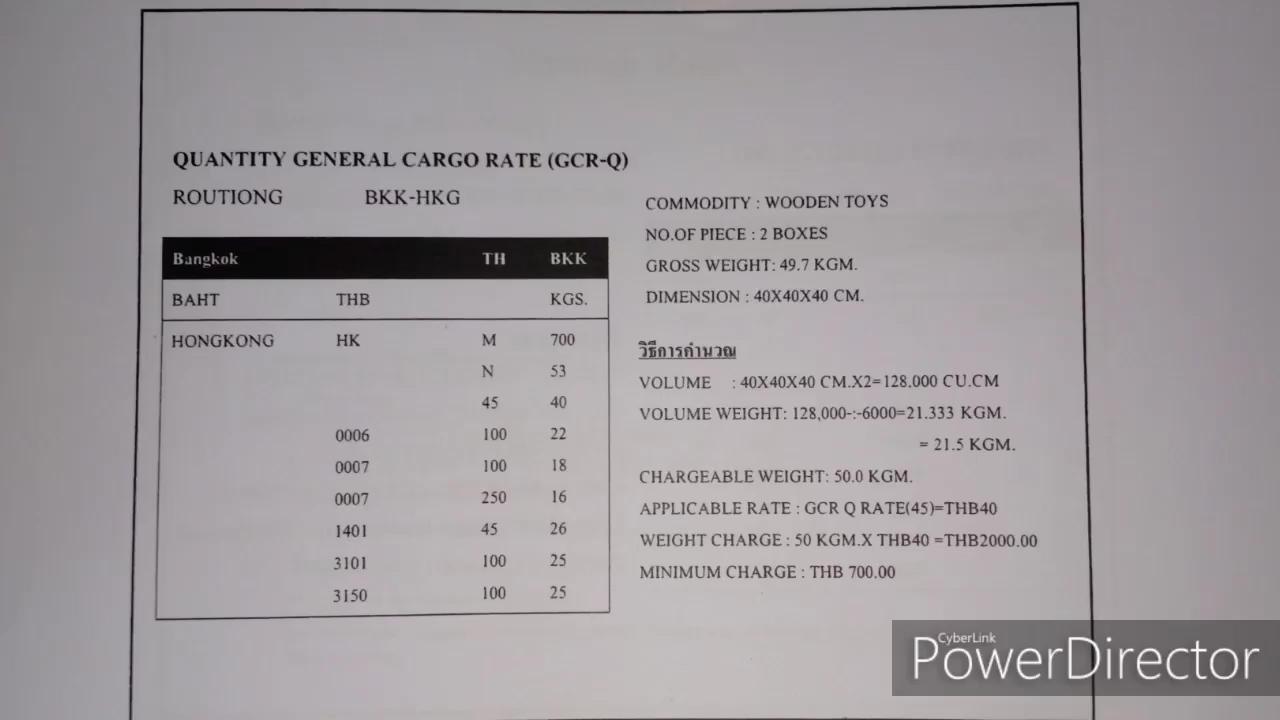 QUANTITY GENERAL CARGO RATE (GCR-Q)
ROUTIONG BKK-HKG
Bangkok TH BKK
BAHT THB KGS.
HONGKONG HK M 700
N 53
45 40
0006 100 22
0007 100 18
0007 250 16
1401 45 26
3101 100 25
3150 100 25
COMMODITY : WOODEN TOYS
NO.OF PIECE : 2 BOXES
GROSS WEIGHT: 49.7 KGM.
DIMENSION : 40X40X40 CM.
วิธีการคำนวณ
VOLUME : 40X40X40 CM.X2=128,000 CU.CM
VOLUME WEIGHT: 128,000-:-6000=21.333 KGM.
= 21.5 KGM.
CHARGEABLE WEIGHT: 50.0 KGM.
APPLICABLE RATE : GCR Q RATE(45)=THB40
WEIGHT CHARGE : 50 KGM.X THB40 =THB2000.00
MINIMUM CHARGE : THB 700.00
CyberLink
PowerDirector